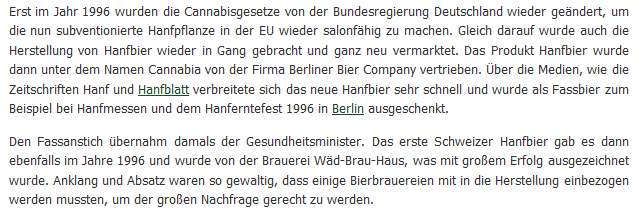 Erst im Jahr 1996 wurden die Cannabisgesetze von der Bundesregierung Deutschland wieder geändert, um
die nun subventionierte Hanfpflanze in der EU wieder salonfähig zu machen. Gleich darauf wurde auch die
Herstellung von Hanfbier wieder in Gang gebracht und ganz neu vermarktet. Das Produkt Hanfbier wurde
dann unter dem Namen Cannabia von der Firma Berliner Bier Company vertrieben. Über die Medien, wie die
Zeitschriften Hanf und Hanfblatt verbreitete sich das neue Hanfbier sehr schnell und wurde als Fassbier zum
Beispiel bei Hanfmessen und dem Hanferntefest 1996 in Berlin ausgeschenkt.
Den Fassanstich übernahm damals der Gesundheitsminister. Das erste Schweizer Hanfbier gab es dann
ebenfalls im Jahre 1996 und wurde von der Brauerei Wäd-Brau-Haus, was mit großem Erfolg ausgezeichnet
wurde. Anklang und Absatz waren so gewaltig, dass einige Bierbrauereien mit in die Herstellung einbezogen
werden mussten, um der großen Nachfrage gerecht zu werden.